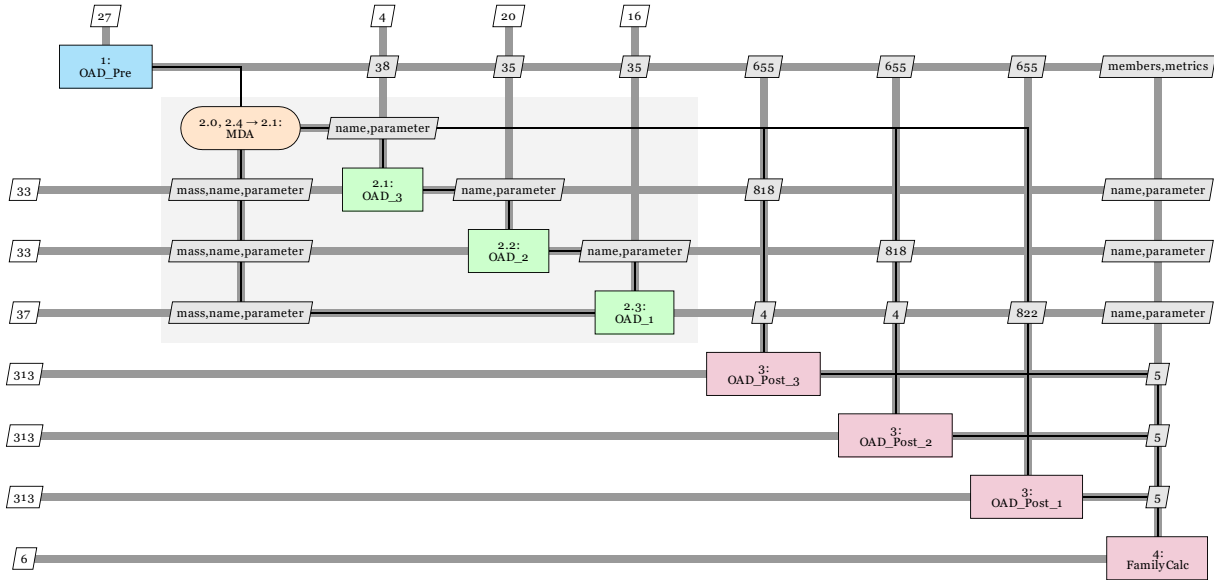 27
4
20
16
1:
OAD_Pre
38
35
35
655
655
655
members,metrics
2.0, 2.4 → 2.1:
MDA
name,parameter
33
mass,name,parameter
2.1:
OAD_3
name,parameter
818
name,parameter
33
mass,name,parameter
2.2:
OAD_2
name,parameter
818
name,parameter
37
mass,name,parameter
2.3:
OAD_1
4
4
822
name,parameter
313
3:
OAD_Post_3
5
313
3:
OAD_Post_2
5
313
3:
OAD_Post_1
5
6
4:
FamilyCalc